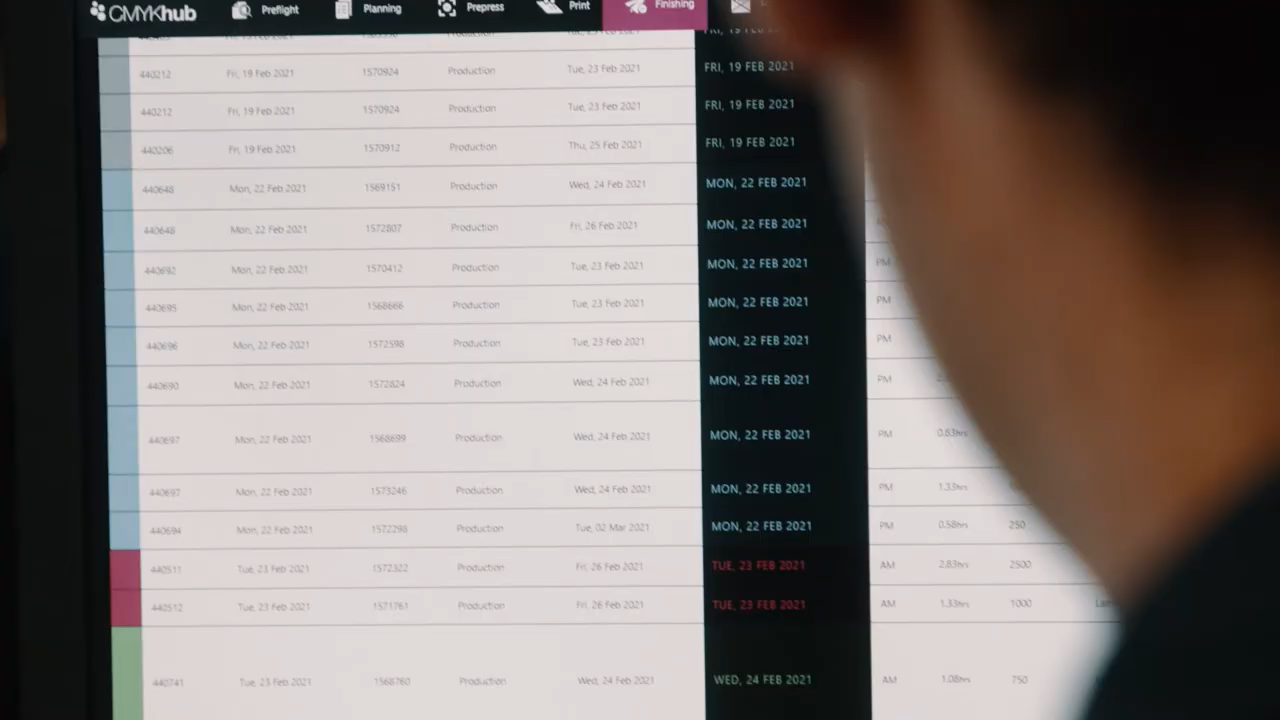 CMYKhub Preflight Planning Prepress Print Finishing
440212 Fri, 19 Feb 2021 1570924 Production Tue, 23 Feb 2021 FRI, 19 FEB 2021
440212 Fri, 19 Feb 2021 1570924 Production Tue, 23 Feb 2021 FRI, 19 FEB 2021
440206 Fri, 19 Feb 2021 1570912 Production Thu, 25 Feb 2021 FRI, 19 FEB 2021
440648 Mon, 22 Feb 2021 1569151 Production Wed, 24 Feb 2021 MON, 22 FEB 2021
440648 Mon, 22 Feb 2021 1572807 Production Fri, 26 Feb 2021 MON, 22 FEB 2021
440692 Mon, 22 Feb 2021 1570412 Production Tue, 23 Feb 2021 MON, 22 FEB 2021 PM
440695 Mon, 22 Feb 2021 1568666 Production Tue, 23 Feb 2021 MON, 22 FEB 2021 PM
440696 Mon, 22 Feb 2021 1572598 Production Tue, 23 Feb 2021 MON, 22 FEB 2021 PM
440690 Mon, 22 Feb 2021 1572824 Production Wed, 24 Feb 2021 MON, 22 FEB 2021 PM
440697 Mon, 22 Feb 2021 1568699 Production Wed, 24 Feb 2021 MON, 22 FEB 2021 PM 0.83hrs
440697 Mon, 22 Feb 2021 1573246 Production Wed, 24 Feb 2021 MON, 22 FEB 2021 PM 1.33hrs
440694 Mon, 22 Feb 2021 1572298 Production Tue, 02 Mar 2021 MON, 22 FEB 2021 PM 0.58hrs 250
440511 Tue, 23 Feb 2021 1572322 Production Fri, 26 Feb 2021 TUE, 23 FEB 2021 AM 2.83hrs 2500
440512 Tue, 23 Feb 2021 1571761 Production Fri, 26 Feb 2021 TUE, 23 FEB 2021 AM 1.33hrs 1000
440741 Tue, 23 Feb 2021 1568760 Production Wed, 24 Feb 2021 WED, 24 FEB 2021 AM 1.08hrs 750